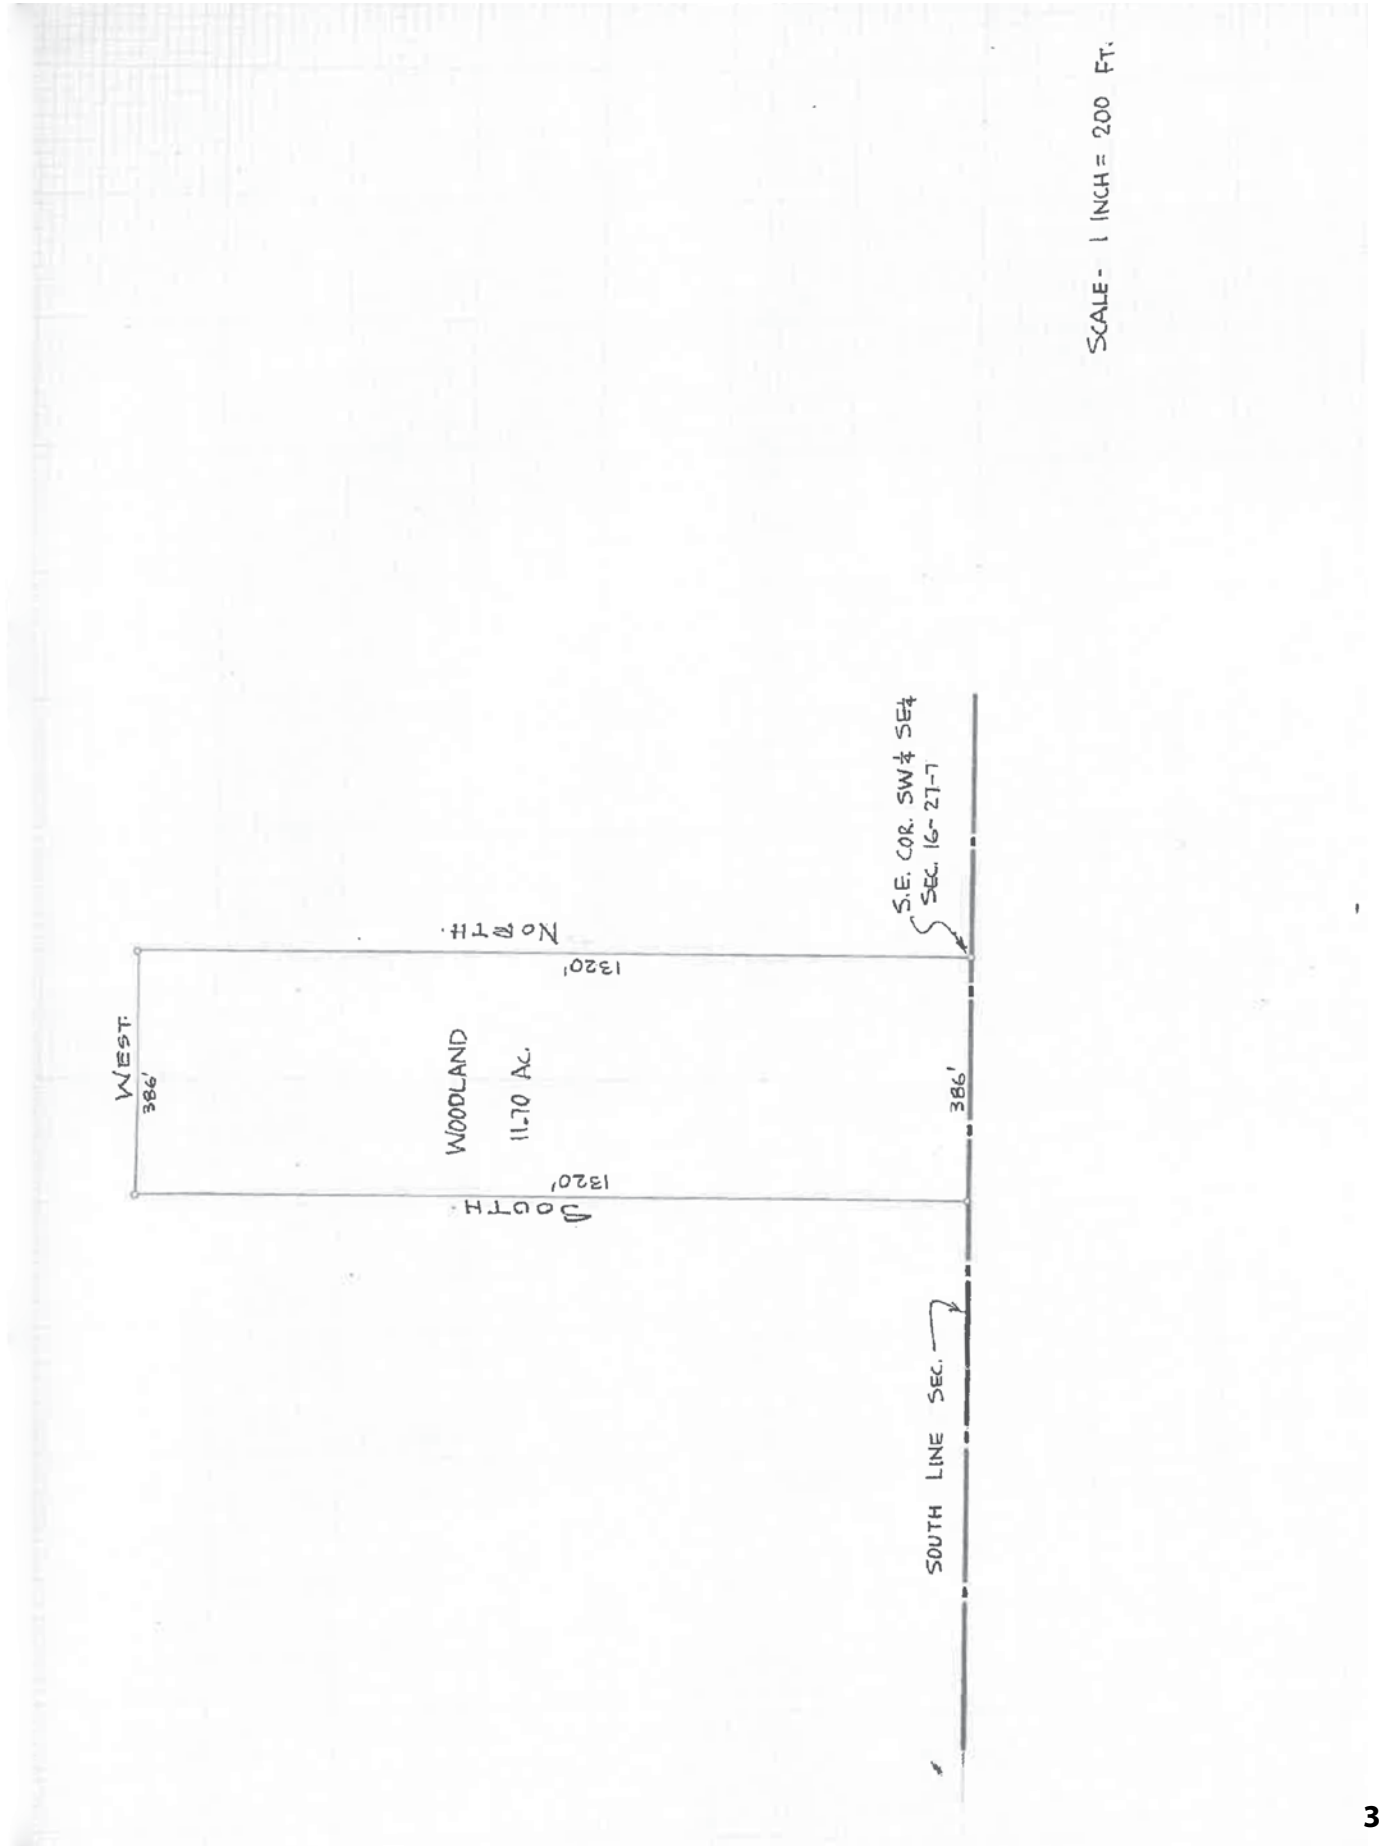 WEST.
386'
NORTH.
1320'
WOODLAND
11.70 AC.
1320'
SOUTH.
S.E. COR. SW¼ SE¼
SEC. 16-27-7
386'
SOUTH LINE SEC.
SCALE- 1 INCH = 200 FT.
3